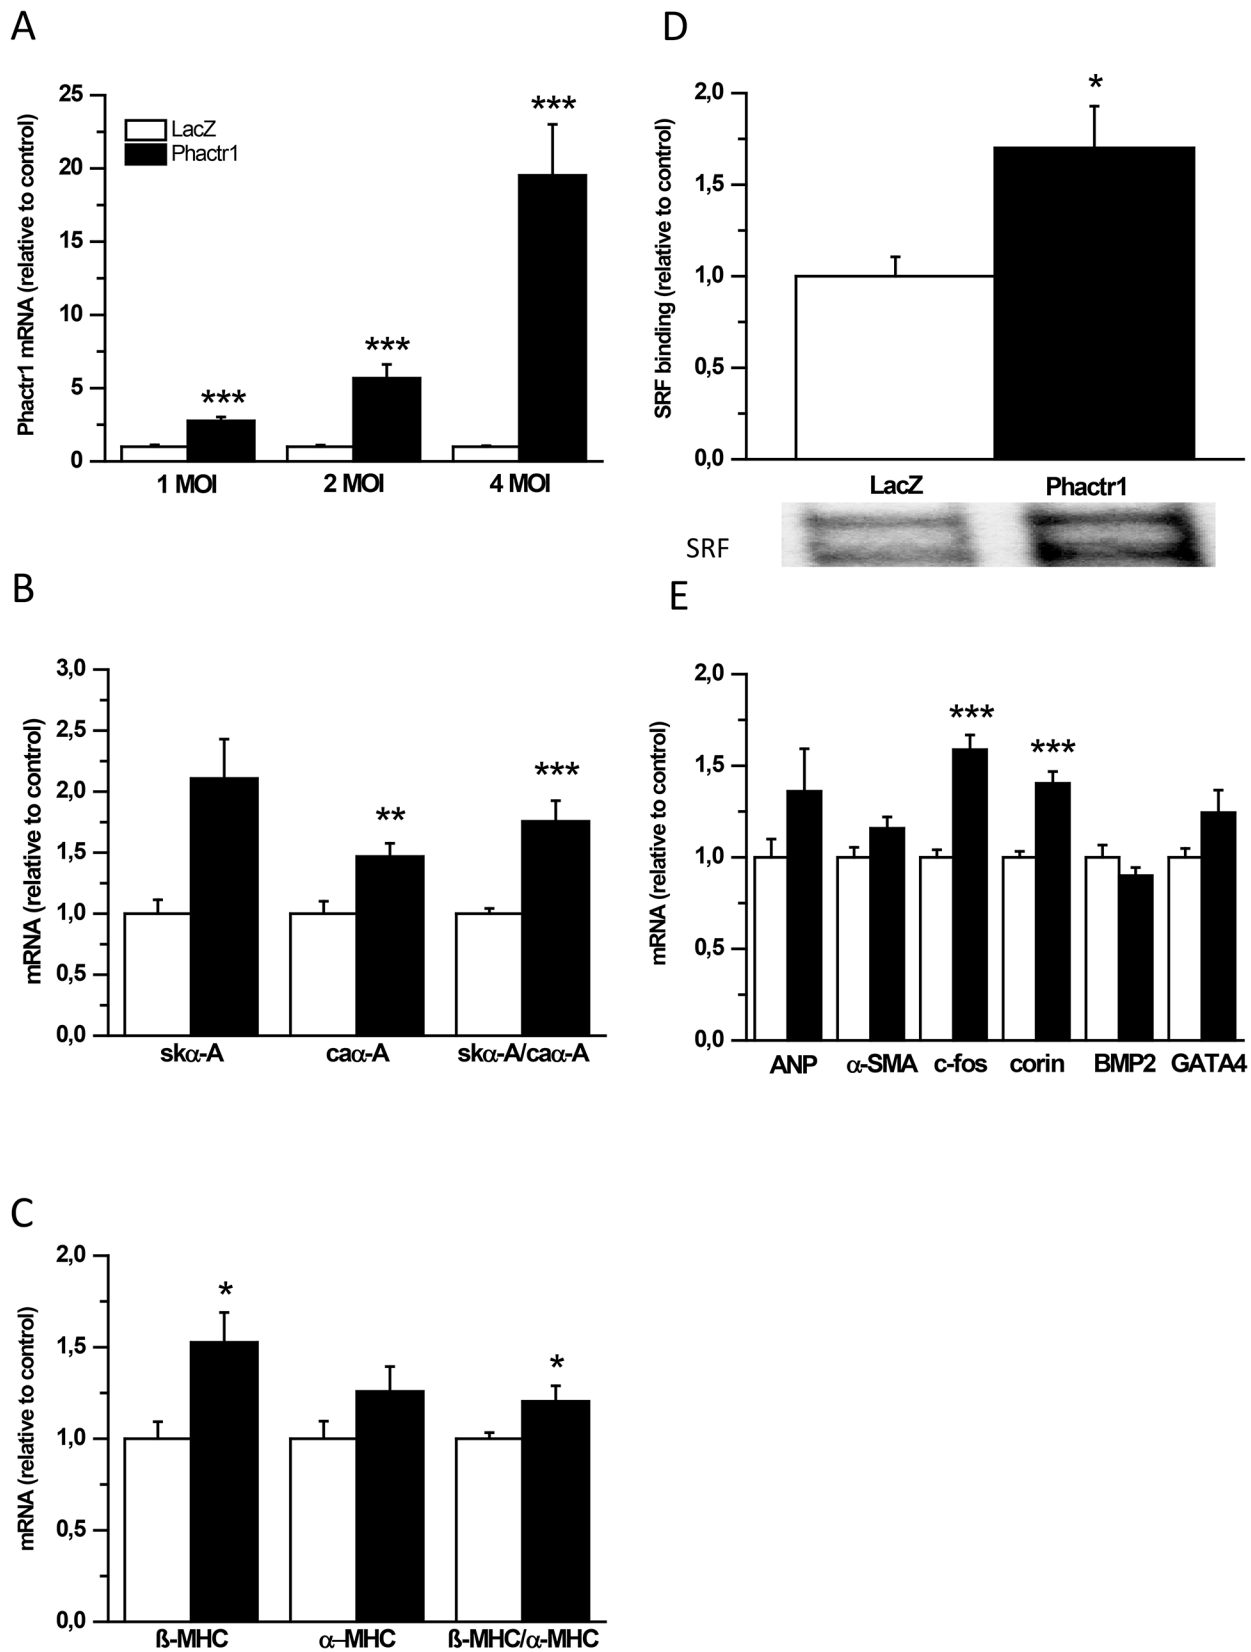 A
Phactr1 mRNA (relative to control)
25
20
15
10
5
0
LacZ
Phactr1
***
***
***
1 MOI
2 MOI
4 MOI
D
SRF binding (relative to control)
2,0
1,5
1,0
0,5
0,0
*
LacZ
Phactr1
SRF
B
mRNA (relative to control)
3,0
2,5
2,0
1,5
1,0
0,5
0,0
**
***
skα-A
caα-A
skα-A/caα-A
E
mRNA (relative to control)
2,0
1,5
1,0
0,5
0,0
***
***
ANP
α-SMA
c-fos
corin
BMP2
GATA4
C
mRNA (relative to control)
2,0
1,5
1,0
0,5
0,0
*
*
ß-MHC
α-MHC
ß-MHC/α-MHC